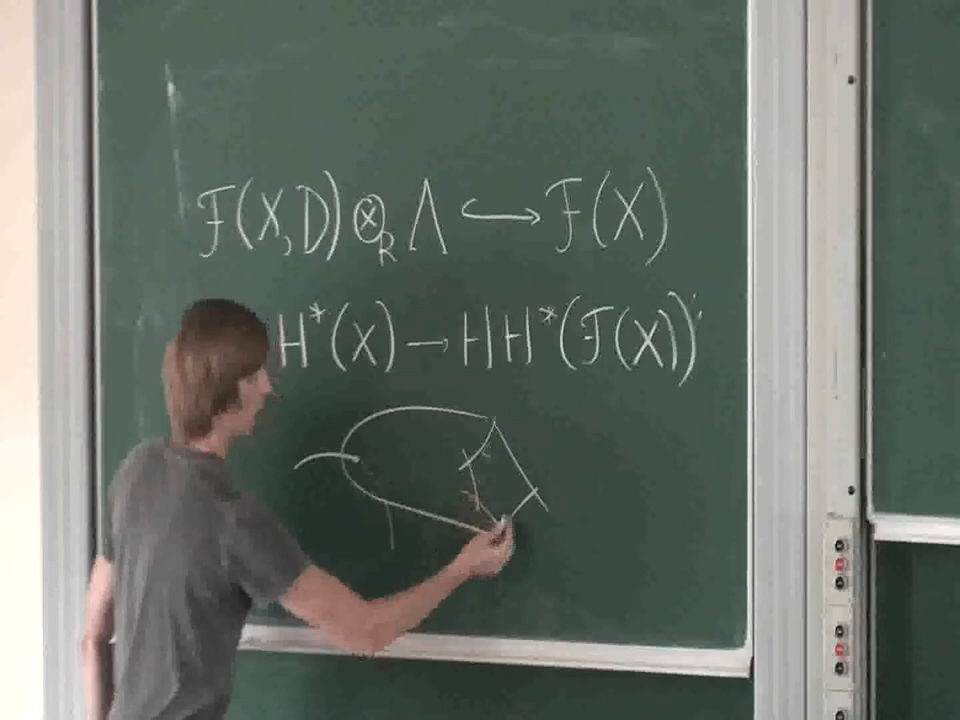 F(X,D)⊗_R Λ ↪ F(X)
H*(X) → HH*(F(X))